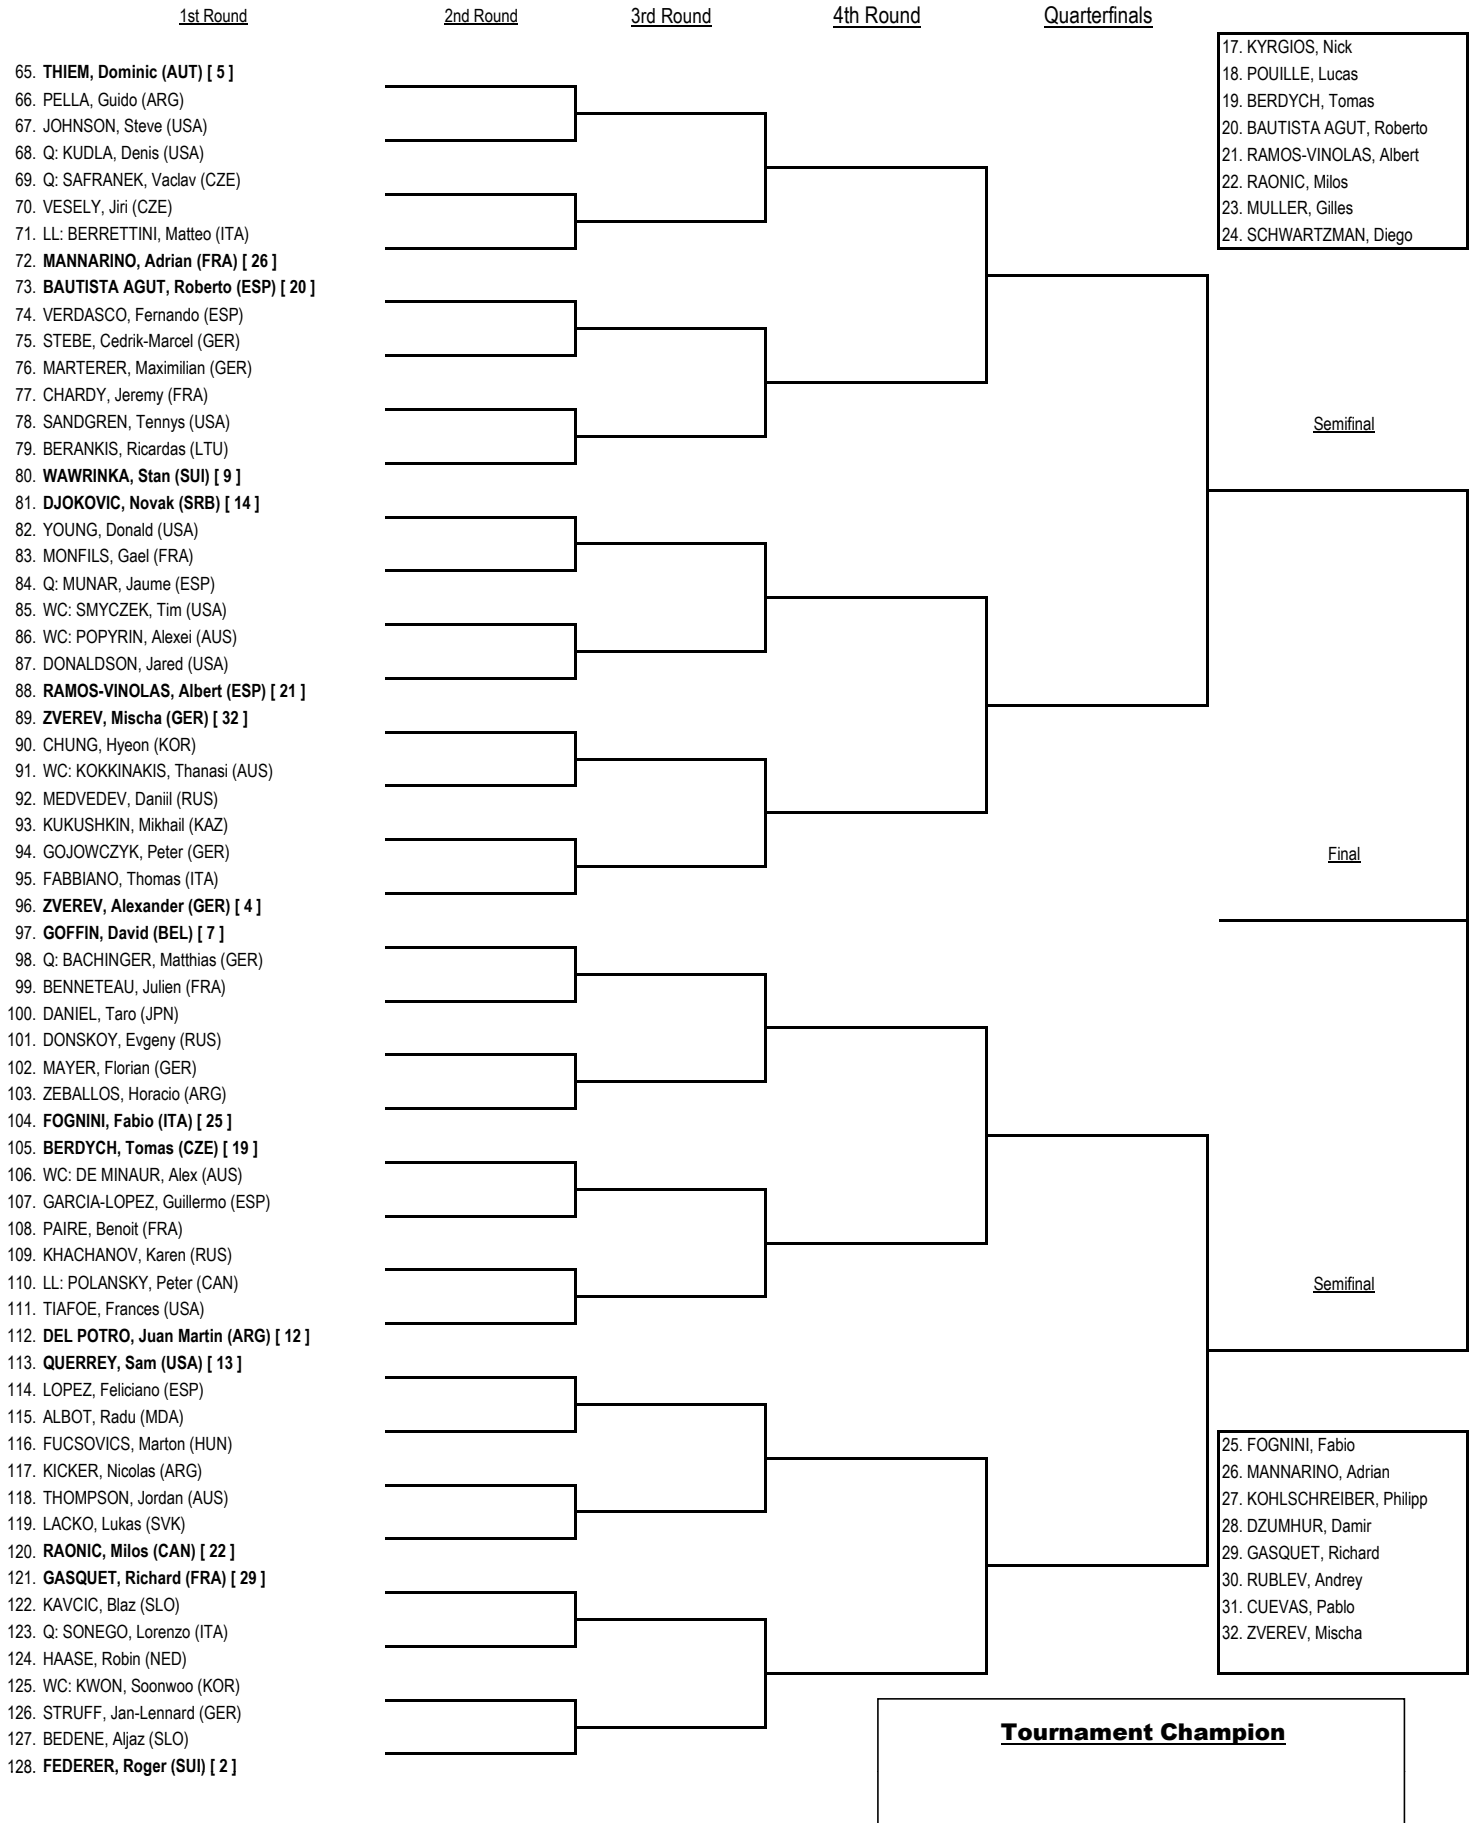 1st Round 2nd Round 3rd Round 4th Round Quarterfinals
17. KYRGIOS, Nick
18. POUILLE, Lucas
19. BERDYCH, Tomas
20. BAUTISTA AGUT, Roberto
21. RAMOS-VINOLAS, Albert
22. RAONIC, Milos
23. MULLER, Gilles
24. SCHWARTZMAN, Diego
65. THIEM, Dominic (AUT) [ 5 ]
66. PELLA, Guido (ARG)
67. JOHNSON, Steve (USA)
68. Q: KUDLA, Denis (USA)
69. Q: SAFRANEK, Vaclav (CZE)
70. VESELY, Jiri (CZE)
71. LL: BERRETTINI, Matteo (ITA)
72. MANNARINO, Adrian (FRA) [ 26 ]
73. BAUTISTA AGUT, Roberto (ESP) [ 20 ]
74. VERDASCO, Fernando (ESP)
75. STEBE, Cedrik-Marcel (GER)
76. MARTERER, Maximilian (GER)
77. CHARDY, Jeremy (FRA)
78. SANDGREN, Tennys (USA)
79. BERANKIS, Ricardas (LTU)
80. WAWRINKA, Stan (SUI) [ 9 ]
81. DJOKOVIC, Novak (SRB) [ 14 ]
82. YOUNG, Donald (USA)
83. MONFILS, Gael (FRA)
84. Q: MUNAR, Jaume (ESP)
85. WC: SMYCZEK, Tim (USA)
86. WC: POPYRIN, Alexei (AUS)
87. DONALDSON, Jared (USA)
88. RAMOS-VINOLAS, Albert (ESP) [ 21 ]
89. ZVEREV, Mischa (GER) [ 32 ]
90. CHUNG, Hyeon (KOR)
91. WC: KOKKINAKIS, Thanasi (AUS)
92. MEDVEDEV, Daniil (RUS)
93. KUKUSHKIN, Mikhail (KAZ)
94. GOJOWCZYK, Peter (GER)
95. FABBIANO, Thomas (ITA)
96. ZVEREV, Alexander (GER) [ 4 ]
97. GOFFIN, David (BEL) [ 7 ]
98. Q: BACHINGER, Matthias (GER)
99. BENNETEAU, Julien (FRA)
100. DANIEL, Taro (JPN)
101. DONSKOY, Evgeny (RUS)
102. MAYER, Florian (GER)
103. ZEBALLOS, Horacio (ARG)
104. FOGNINI, Fabio (ITA) [ 25 ]
105. BERDYCH, Tomas (CZE) [ 19 ]
106. WC: DE MINAUR, Alex (AUS)
107. GARCIA-LOPEZ, Guillermo (ESP)
108. PAIRE, Benoit (FRA)
109. KHACHANOV, Karen (RUS)
110. LL: POLANSKY, Peter (CAN)
111. TIAFOE, Frances (USA)
112. DEL POTRO, Juan Martin (ARG) [ 12 ]
113. QUERREY, Sam (USA) [ 13 ]
114. LOPEZ, Feliciano (ESP)
115. ALBOT, Radu (MDA)
116. FUCSOVICS, Marton (HUN)
117. KICKER, Nicolas (ARG)
118. THOMPSON, Jordan (AUS)
119. LACKO, Lukas (SVK)
120. RAONIC, Milos (CAN) [ 22 ]
121. GASQUET, Richard (FRA) [ 29 ]
122. KAVCIC, Blaz (SLO)
123. Q: SONEGO, Lorenzo (ITA)
124. HAASE, Robin (NED)
125. WC: KWON, Soonwoo (KOR)
126. STRUFF, Jan-Lennard (GER)
127. BEDENE, Aljaz (SLO)
128. FEDERER, Roger (SUI) [ 2 ]
Semifinal
Final
Semifinal
25. FOGNINI, Fabio
26. MANNARINO, Adrian
27. KOHLSCHREIBER, Philipp
28. DZUMHUR, Damir
29. GASQUET, Richard
30. RUBLEV, Andrey
31. CUEVAS, Pablo
32. ZVEREV, Mischa
Tournament Champion